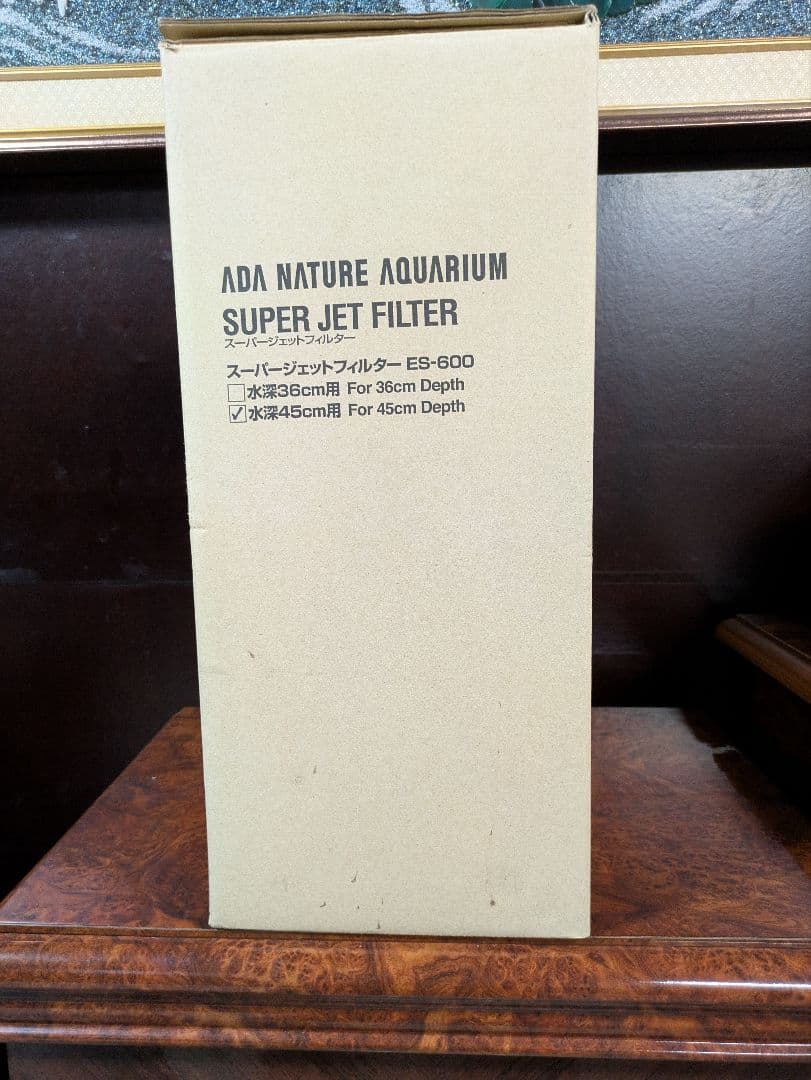 ADA NATURE AQUARIUM
SUPER JET FILTER
スーパージェットフィルター
スーパージェットフィルター ES-600
□水深36cm用 For 36cm Depth
☑水深45cm用 For 45cm Depth